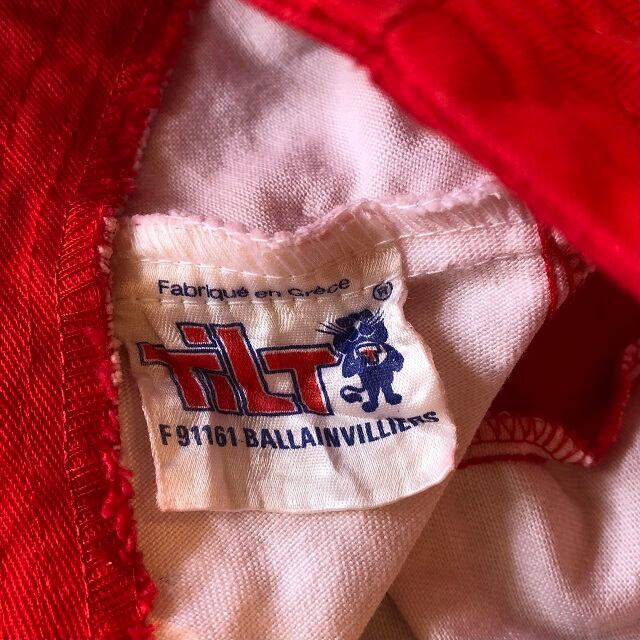 Fabriqué en Grèce
®
TiLT
T
F 91161 BALLAINVILLIERS